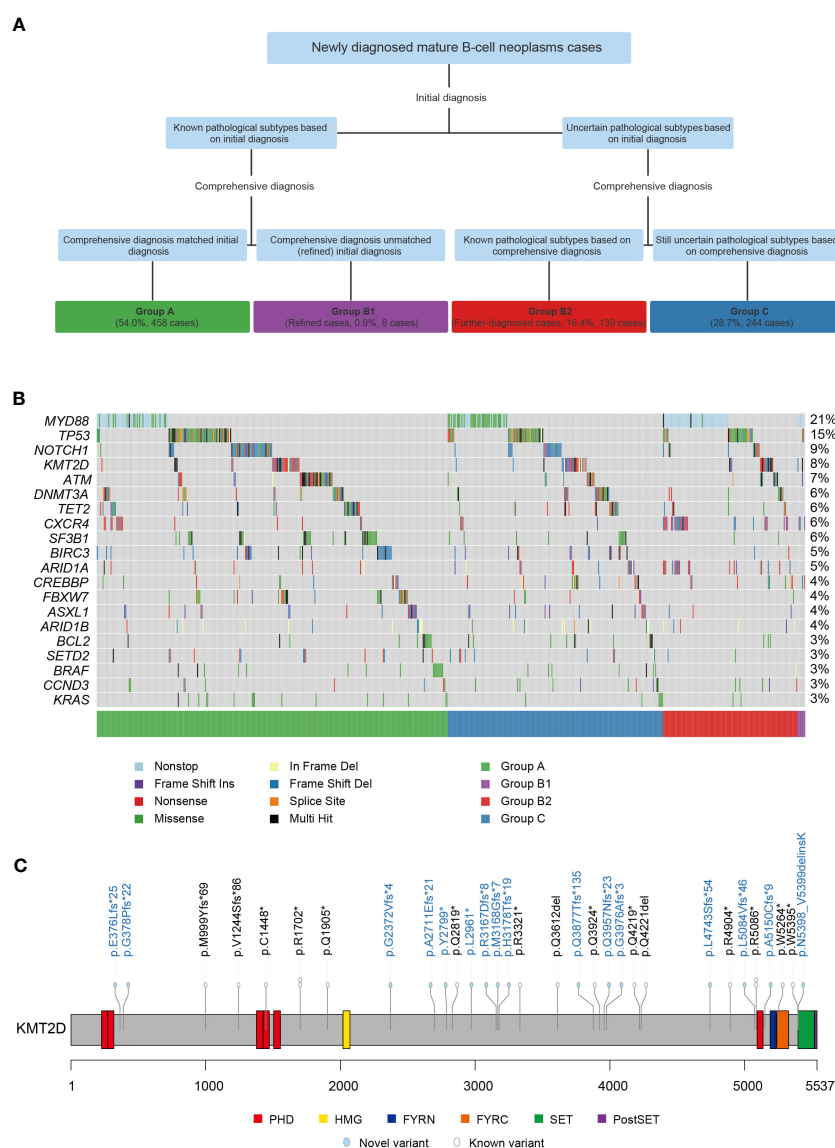 A
Newly diagnosed mature B-cell neoplasms cases
Initial diagnosis
Known pathological subtypes based
on initial diagnosis
Uncertain pathological subtypes based
on initial diagnosis
Comprehensive diagnosis
Comprehensive diagnosis
Comprehensive diagnosis matched initial
diagnosis
Comprehensive diagnosis unmatched
(refined) initial diagnosis
Known pathological subtypes based on
comprehensive diagnosis
Still uncertain pathological subtypes based
on comprehensive diagnosis
Group A
(54.0%, 458 cases)
Group B1
(Refined cases, 0.9%, 8 cases)
Group B2
(Further-diagnosed cases, 16.4%, 139 cases)
Group C
(28.7%, 244 cases)
B
MYD88 21%
TP53 15%
NOTCH1 9%
KMT2D 8%
ATM 7%
DNMT3A 6%
TET2 6%
CXCR4 6%
SF3B1 6%
BIRC3 5%
ARID1A 5%
CREBBP 4%
FBXW7 4%
ASXL1 4%
ARID1B 4%
BCL2 3%
SETD2 3%
BRAF 3%
CCND3 3%
KRAS 3%
Nonstop
Frame Shift Ins
Nonsense
Missense
In Frame Del
Frame Shift Del
Splice Site
Multi Hit
Group A
Group B1
Group B2
Group C
C
p.E376Lfs*25
p.G378Pfs*22
p.M999Yfs*69
p.V1244Sfs*86
p.C1448*
p.R1702*
p.Q1905*
p.G2372Vfs*4
p.A2711Efs*21
p.Y2799*
p.Q2819*
p.L2961*
p.R3167Dfs*8
p.M3168Gfs*7
p.H3178Tfs*19
p.R3321*
p.Q3612del
p.Q3877Tfs*135
p.Q3924*
p.Q3957Nfs*23
p.G3976Afs*3
p.Q4219*
p.Q4221del
p.L4743Sfs*54
p.R4904*
p.L5084Vfs*46
p.R5086*
p.A5150Cfs*9
p.W5264*
p.W5395*
p.N5398_V5399delinsK
KMT2D
1 1000 2000 3000 4000 5000 5537
PHD HMG FYRN FYRC SET PostSET
Novel variant Known variant